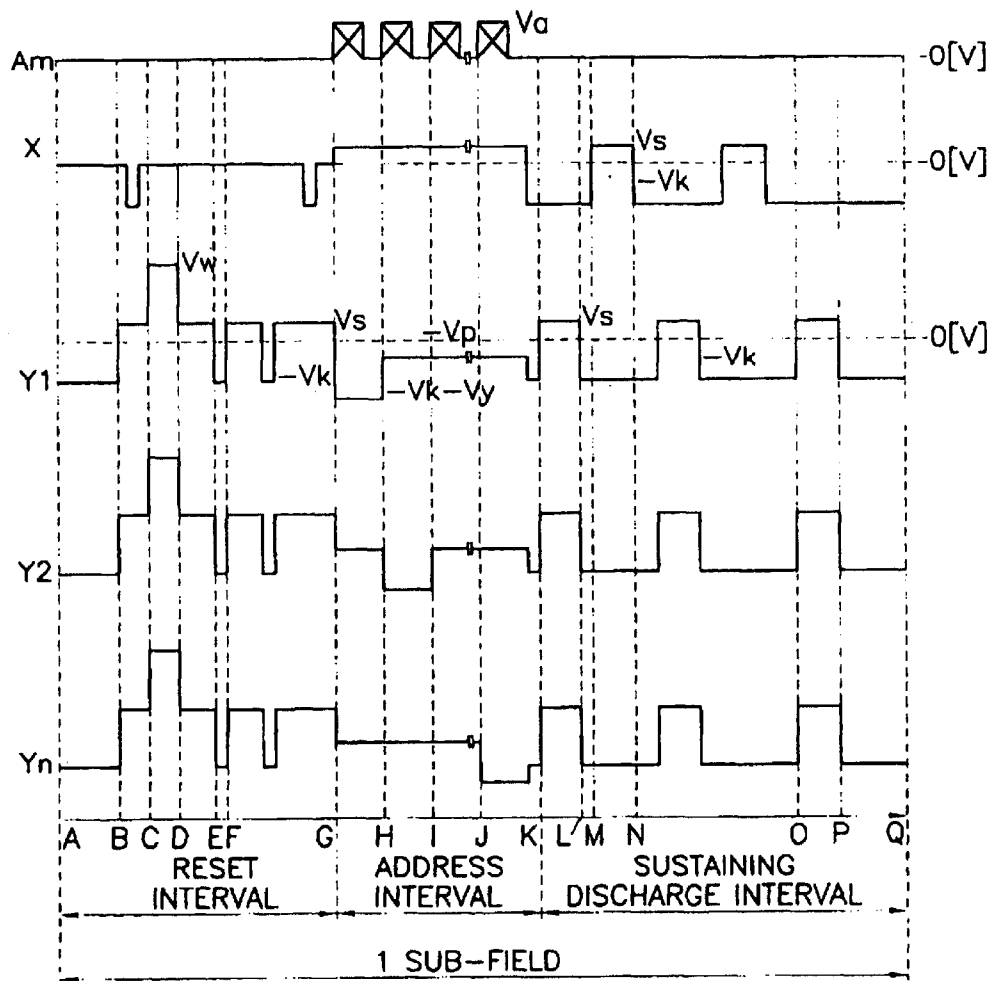 Va
Am -0[V]
X Vs -0[V]
-Vk
Vw
Vs -Vp Vs -0[V]
Y1 -Vk -Vk-Vy -Vk
Y2
Yn
A B C D E F G H I J K L M N O P Q
RESET INTERVAL ADDRESS INTERVAL SUSTAINING DISCHARGE INTERVAL
1 SUB-FIELD